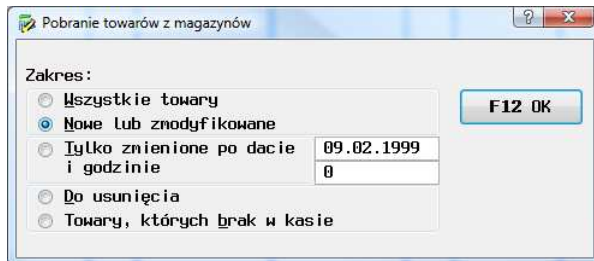 Pobranie towarów z magazynów
Zakres:
Wszystkie towary
Nowe lub zmodyfikowane
Tylko zmienione po dacie 09.02.1999
i godzinie 0
Do usunięcia
Towary, których brak w kasie
F12 OK